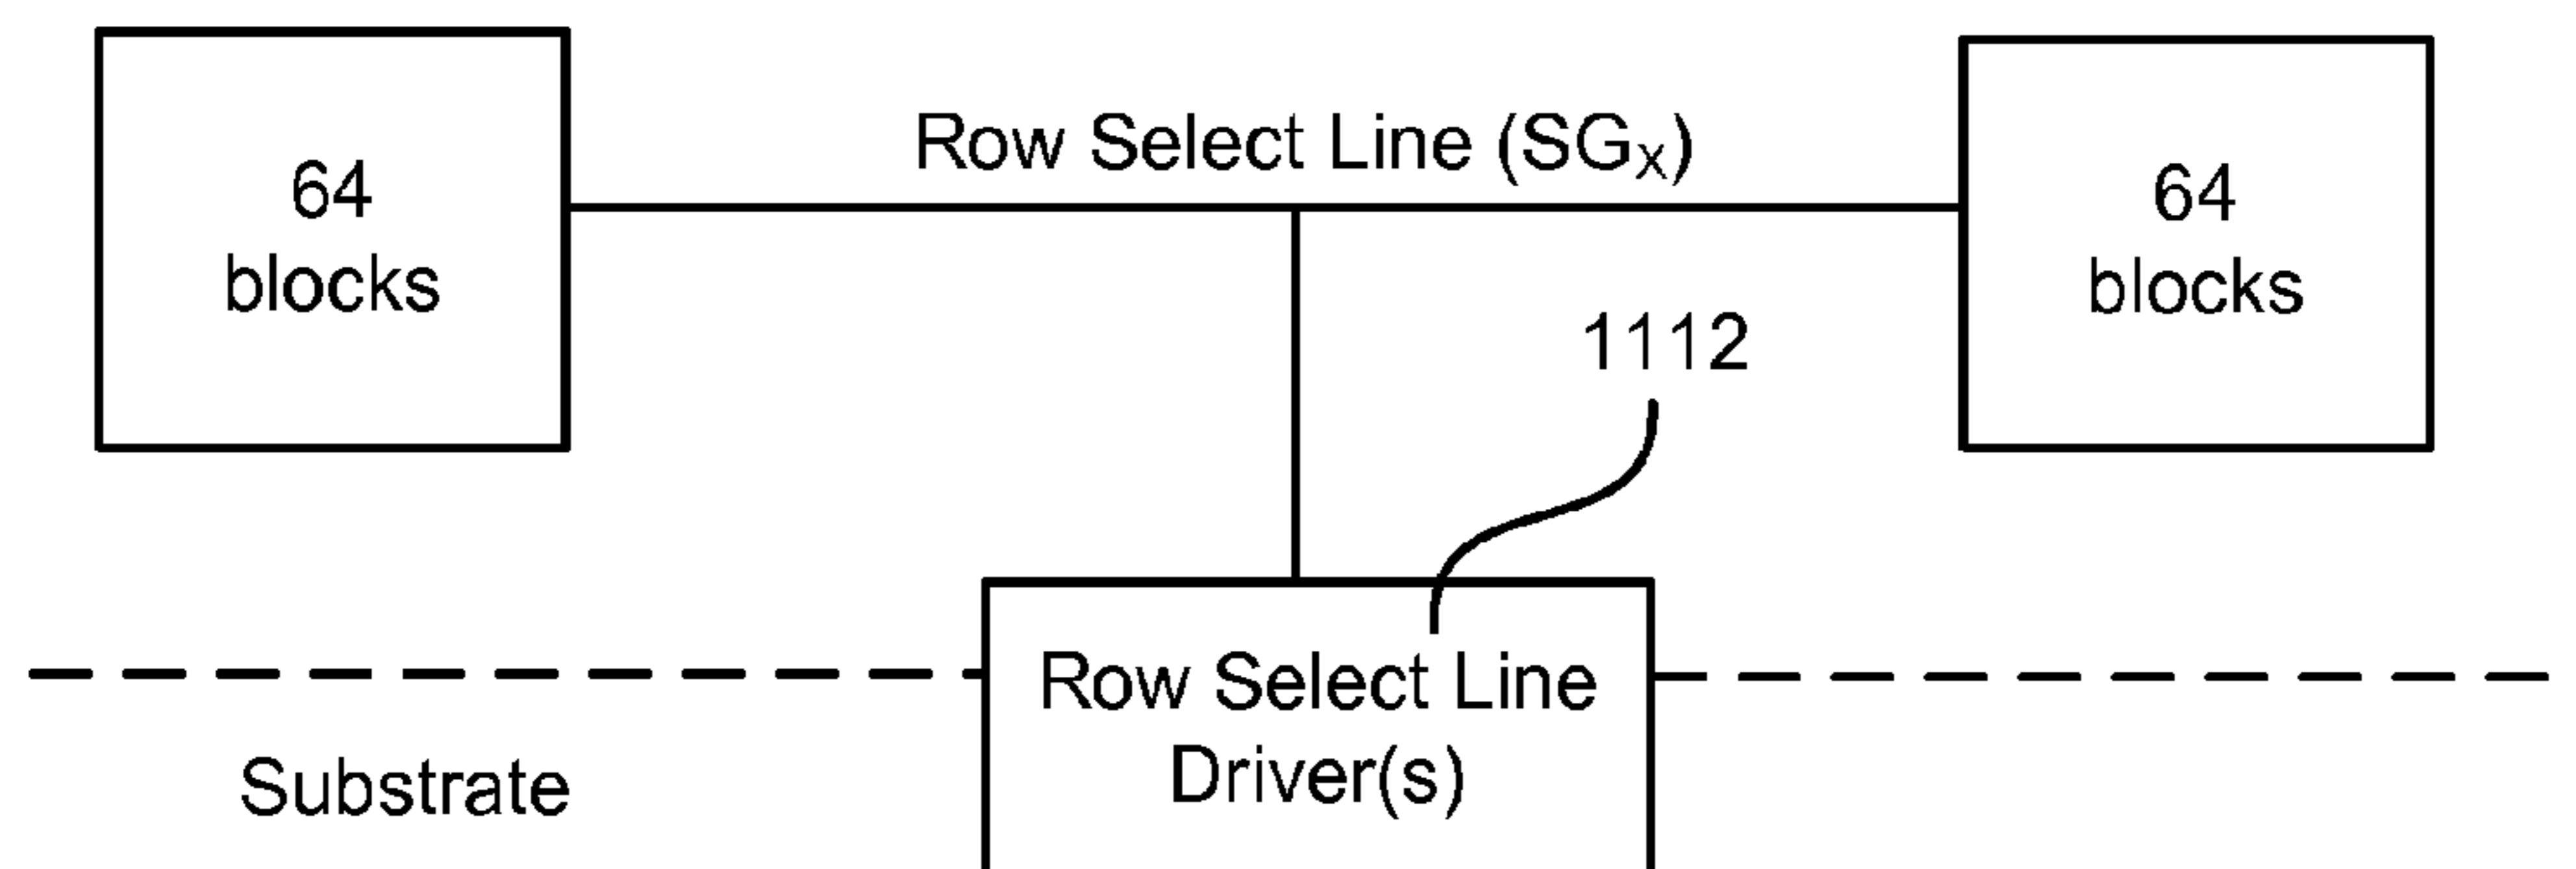 Row Select Line (SGX)
64
blocks
64
blocks
1112
Row Select Line
Driver(s)
Substrate